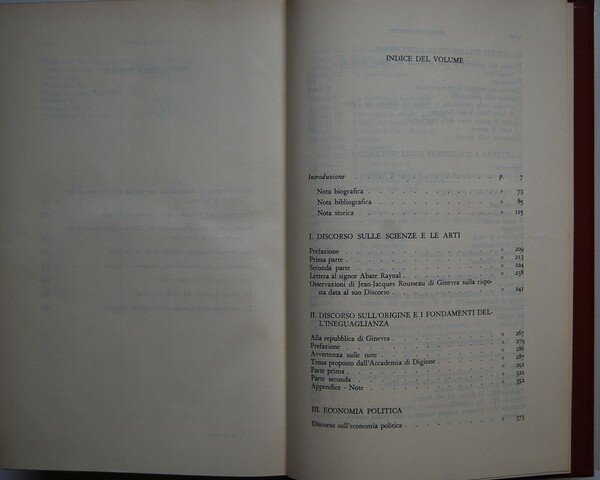 INDICE DEL VOLUME
Introduzione . . . p. 7
Nota biografica . . . » 73
Nota bibliografica . . . » 85
Nota storica . . . » 115
I. DISCORSO SULLE SCIENZE E LE ARTI
Prefazione . . . » 209
Prima parte . . . » 213
Seconda parte . . . » 224
Lettera al signor Abate Raynal . . . » 238
Osservazioni di Jean-Jacques Rousseau di Ginevra sulla rispo
sta data al suo Discorso . . . » 241
II. DISCORSO SULL'ORIGINE E I FONDAMENTI DEL
L'INEGUAGLIANZA
Alla repubblica di Ginevra . . . » 267
Prefazione . . . » 279
Avvertenza sulle note . . . » 286
Tema proposto dall'Accademia di Digione . . . » 287
Parte prima . . . » 291
Parte seconda . . . » 321
Appendice - Note . . . » 352
III. ECONOMIA POLITICA
Discorso sull'economia politica . . . » 373